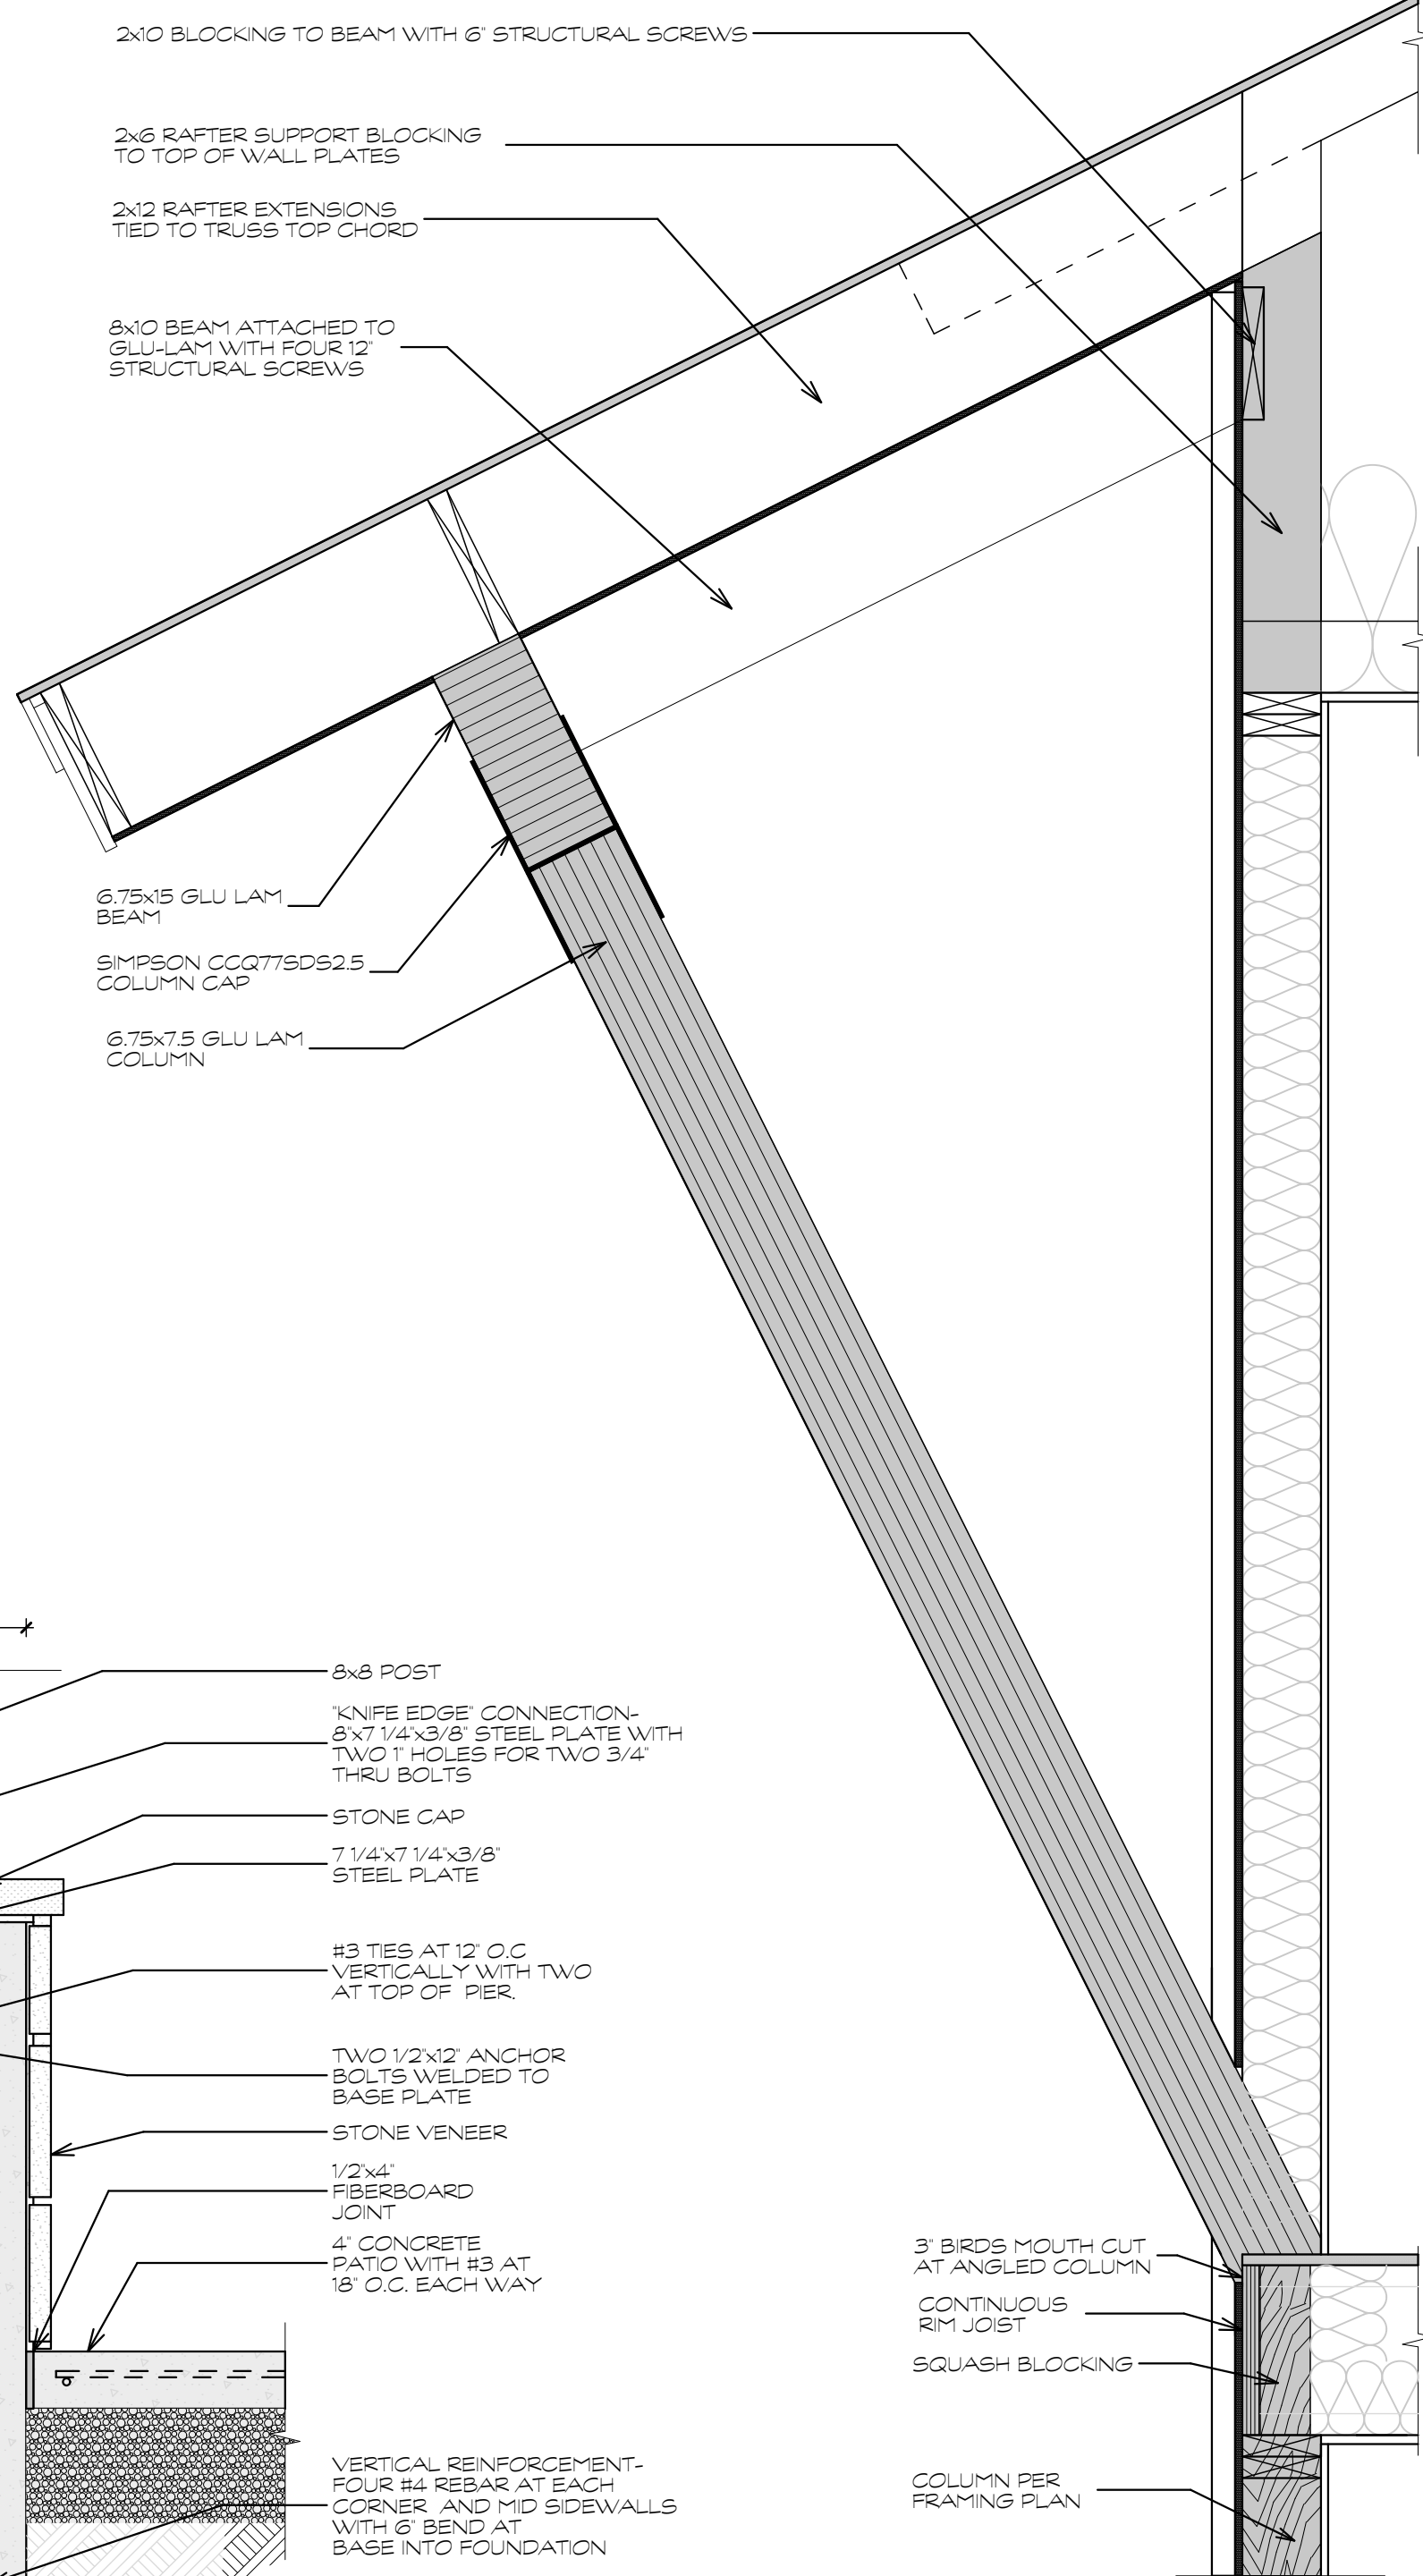 2x10 BLOCKING TO BEAM WITH 6" STRUCTURAL SCREWS
2x6 RAFTER SUPPORT BLOCKING
TO TOP OF WALL PLATES
2x12 RAFTER EXTENSIONS
TIED TO TRUSS TOP CHORD
8x10 BEAM ATTACHED TO
GLU-LAM WITH FOUR 12"
STRUCTURAL SCREWS
6.75x15 GLU LAM
BEAM
SIMPSON CCQ77SDS2.5
COLUMN CAP
6.75x7.5 GLU LAM
COLUMN
8x8 POST
"KNIFE EDGE" CONNECTION-
8"x7 1/4"x3/8" STEEL PLATE WITH
TWO 1" HOLES FOR TWO 3/4"
THRU BOLTS
STONE CAP
7 1/4"x7 1/4"x3/8"
STEEL PLATE
#3 TIES AT 12" O.C
VERTICALLY WITH TWO
AT TOP OF PIER.
TWO 1/2"x12" ANCHOR
BOLTS WELDED TO
BASE PLATE
STONE VENEER
1/2"x4"
FIBERBOARD
JOINT
4" CONCRETE
PATIO WITH #3 AT
18" O.C. EACH WAY
VERTICAL REINFORCEMENT-
FOUR #4 REBAR AT EACH
CORNER AND MID SIDEWALLS
WITH 6" BEND AT
BASE INTO FOUNDATION
3" BIRDS MOUTH CUT
AT ANGLED COLUMN
CONTINUOUS
RIM JOIST
SQUASH BLOCKING
COLUMN PER
FRAMING PLAN